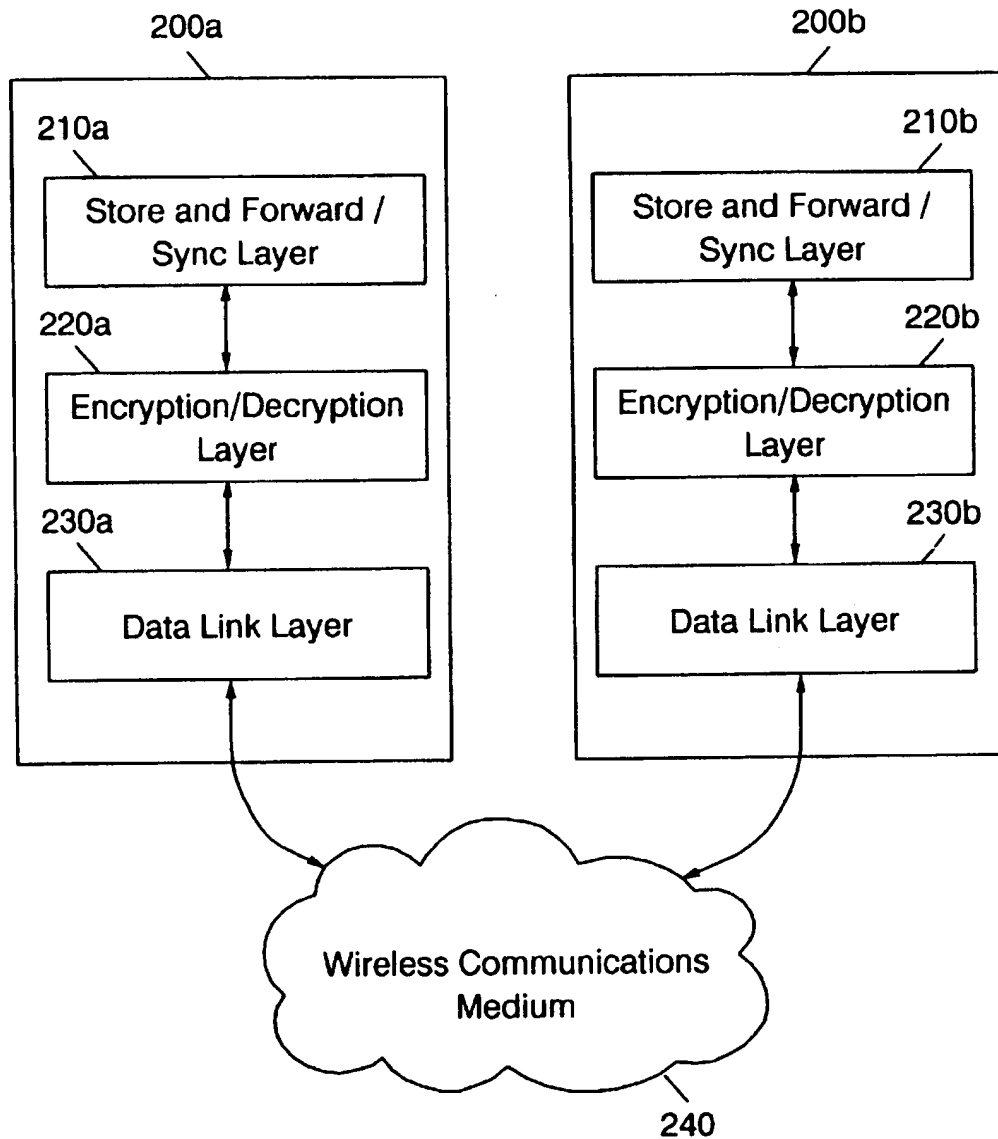 200a
200b
210a
210b
Store and Forward /
Sync Layer
Store and Forward /
Sync Layer
220a
220b
Encryption/Decryption
Layer
Encryption/Decryption
Layer
230a
230b
Data Link Layer
Data Link Layer
Wireless Communications
Medium
240